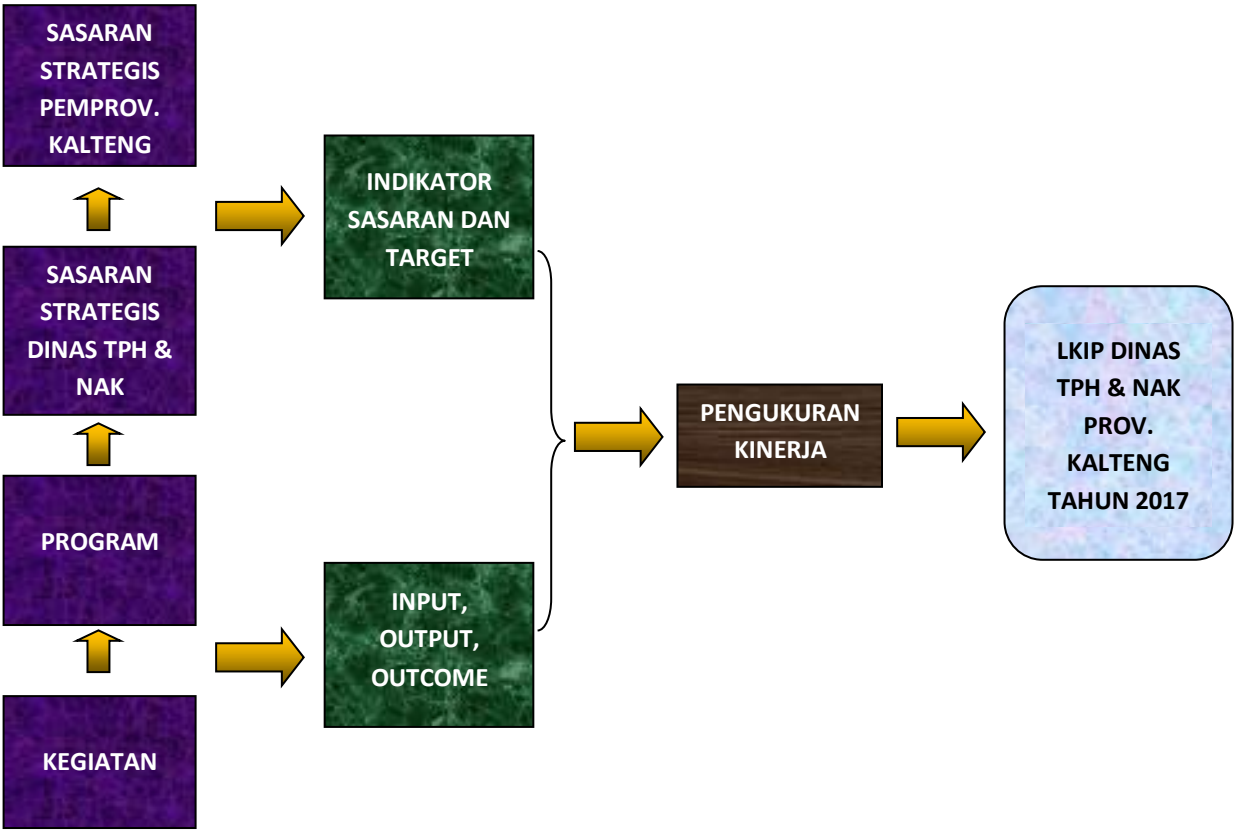 SASARAN
STRATEGIS
PEMPROV.
KALTENG
SASARAN
STRATEGIS
DINAS TPH &
NAK
PROGRAM
KEGIATAN
INDIKATOR
SASARAN DAN
TARGET
INPUT,
OUTPUT,
OUTCOME
PENGUKURAN
KINERJA
LKIP DINAS
TPH & NAK
PROV.
KALTENG
TAHUN 2017